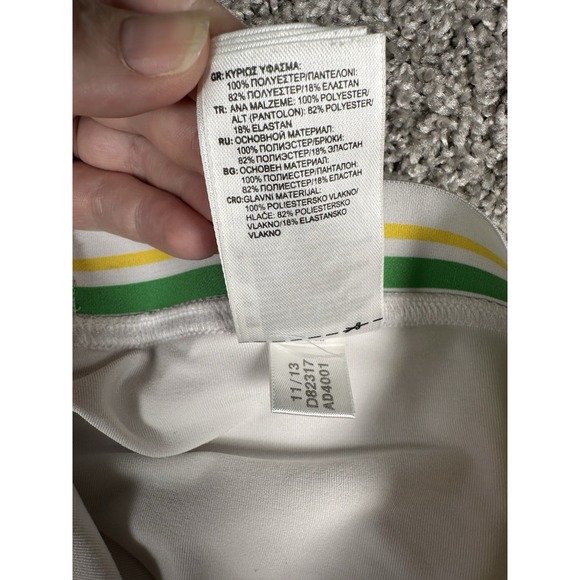 GR: ΚΥΡΙΩΣ ΥΦΑΣΜΑ:
100% ΠΟΛΥΕΣΤΕΡ/ΠΑΝΤΕΛΟΝΙ:
82% ΠΟΛΥΕΣΤΕΡ/18% ΕΛΑΣΤΑΝ
TR: ANA MALZEME: 100% POLYESTER/
ALT (PANTOLON): 82% POLYESTER/
18% ELASTAN
RU: ОСНОВНОЙ МАТЕРИАЛ:
100% ПОЛИЭСТЕР/БРЮКИ:
82% ПОЛИЭСТЕР/18% ЭЛАСТАН
BG: ОСНОВЕН МАТЕРИАЛ:
100% ПОЛИЕСТЕР/ПАНТАЛОН:
82% ПОЛИЕСТЕР/18% ЕЛАСТАН
CRO: GLAVNI MATERIJAL:
100% POLIESTERSKO VLAKNO/
HLAČE: 82% POLIESTERSKO
VLAKNO/18% ELASTANSKO
VLAKNO
11/13
D82317
AD4001